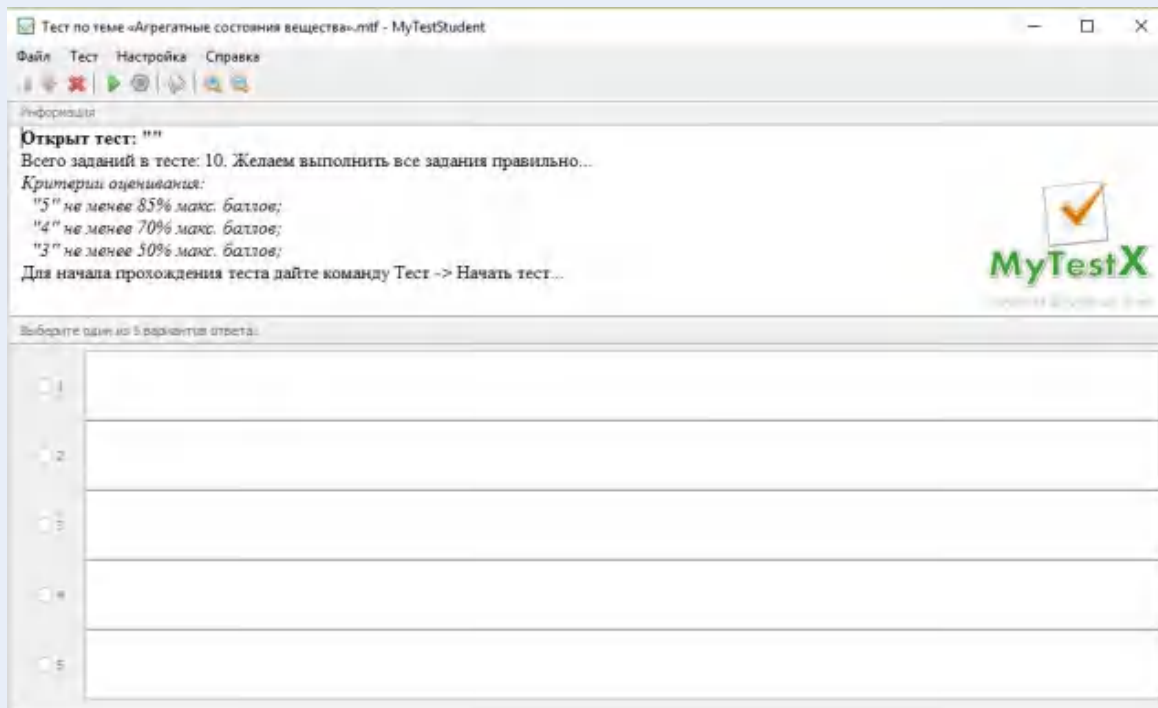 Тест по теме «Агрегатные состояния вещества».mtf - MyTestStudent
Файл Тест Настройка Справка
Информация
Открыт тест: ""
Всего заданий в тесте: 10. Желаем выполнить все задания правильно...
Критерии оценивания:
"5" не менее 85% макс. баллов;
"4" не менее 70% макс. баллов;
"3" не менее 50% макс. баллов;
Для начала прохождения теста дайте команду Тест -> Начать тест...
MyTestX
Выберите один из 5 вариантов ответа:
1
2
3
4
5